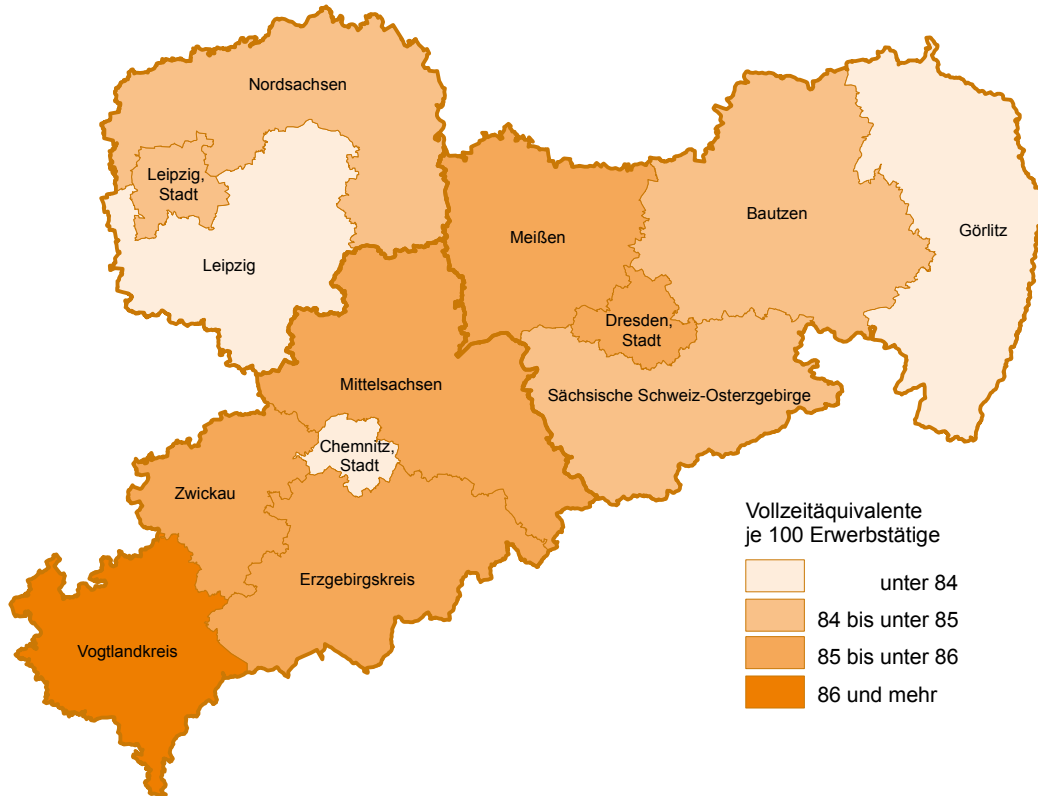 Nordsachsen
Leipzig,
Stadt
Leipzig
Meißen
Bautzen
Görlitz
Dresden,
Stadt
Mittelsachsen
Sächsische Schweiz-Osterzgebirge
Chemnitz,
Stadt
Zwickau
Erzgebirgskreis
Vogtlandkreis
Vollzeitäquivalente
je 100 Erwerbstätige
unter 84
84 bis unter 85
85 bis unter 86
86 und mehr